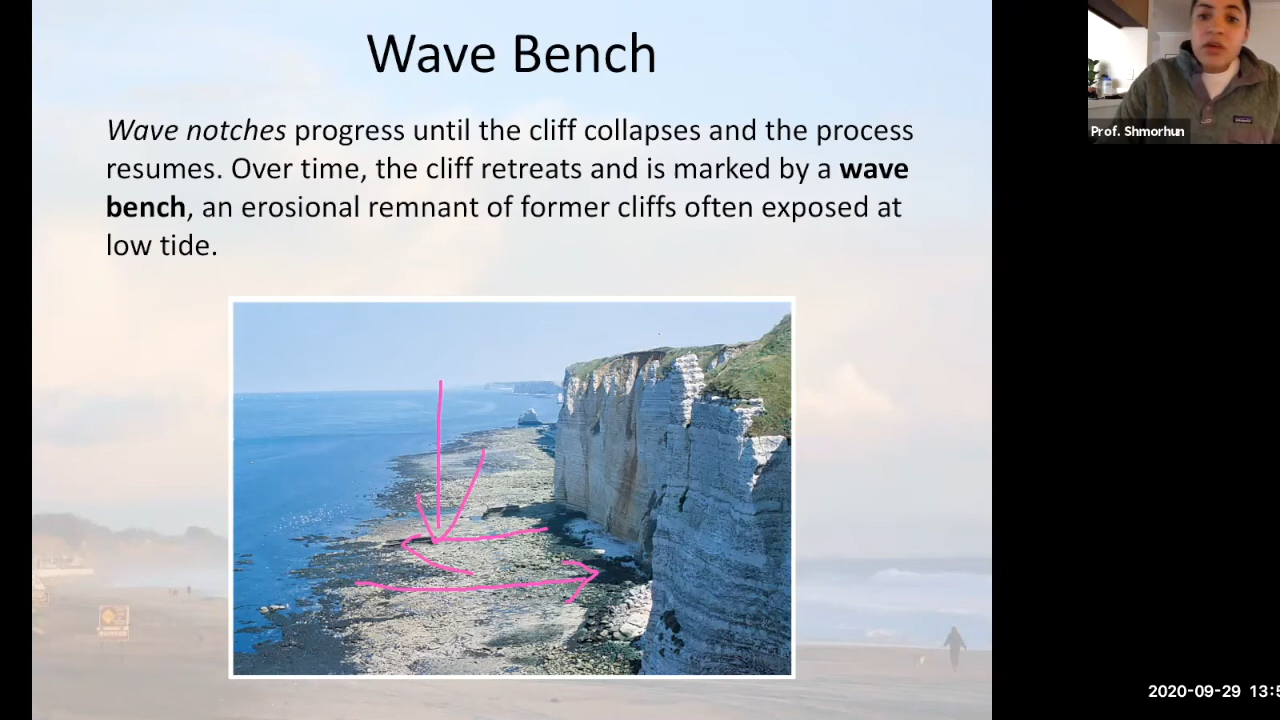 Wave Bench
Wave notches progress until the cliff collapses and the process
resumes. Over time, the cliff retreats and is marked by a wave
bench, an erosional remnant of former cliffs often exposed at
low tide.
Prof. Shmorhun
2020-09-29 13:5